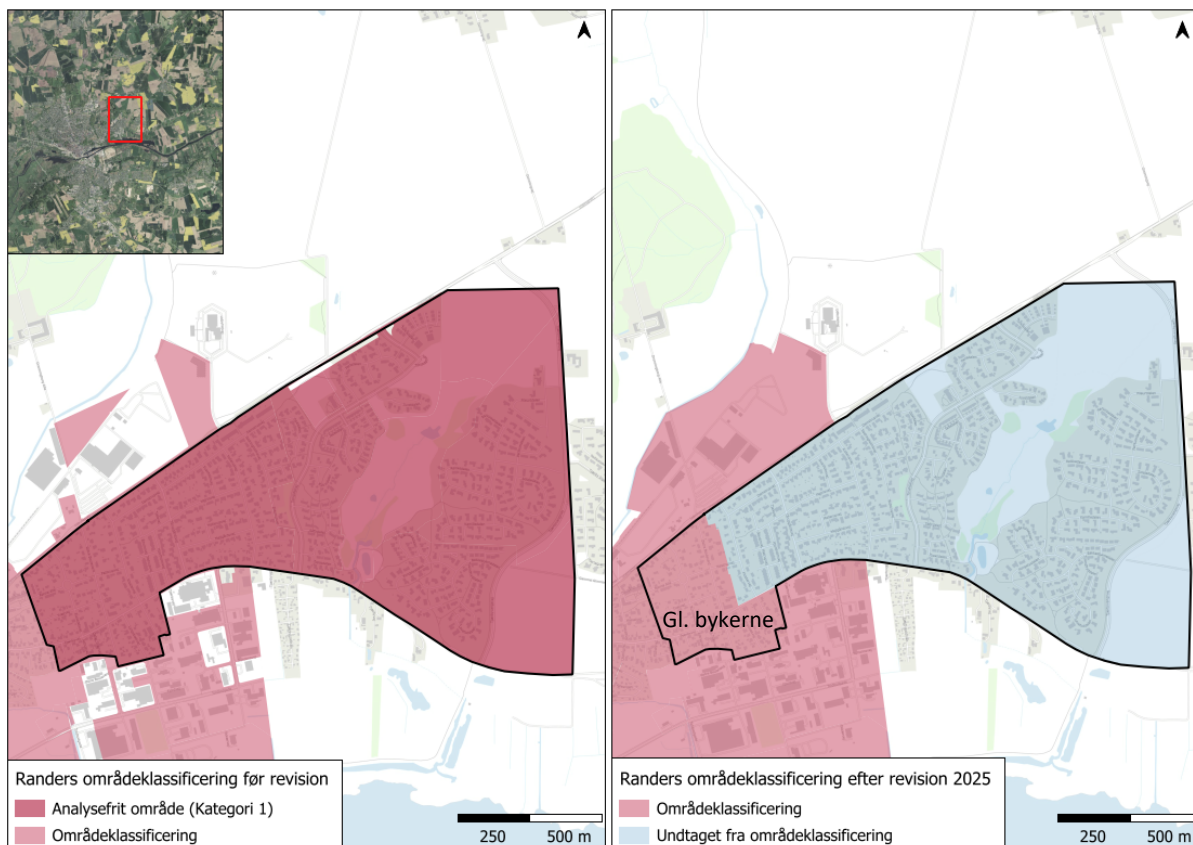 Randers områdeklassificering før revision
Analysefrit område (Kategori 1)
Områdeklassificering
250 500 m
Gl. bykerne
Randers områdeklassificering efter revision 2025
Områdeklassificering
Undtaget fra områdeklassificering
250 500 m